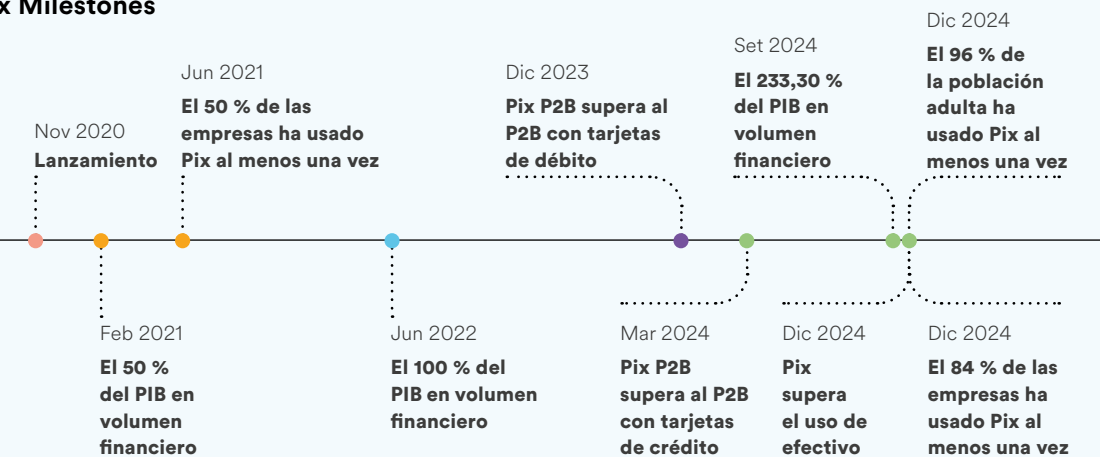 x Milestones
Nov 2020
Lanzamiento
Jun 2021
El 50 % de las
empresas ha usado
Pix al menos una vez
Dic 2023
Pix P2B supera al
P2B con tarjetas
de débito
Set 2024
El 233,30 %
del PIB en
volumen
financiero
Dic 2024
El 96 % de
la población
adulta ha
usado Pix al
menos una vez
Feb 2021
El 50 %
del PIB en
volumen
financiero
Jun 2022
El 100 % del
PIB en volumen
financiero
Mar 2024
Pix P2B
supera al P2B
con tarjetas
de crédito
Dic 2024
Pix
supera
el uso de
efectivo
Dic 2024
El 84 % de las
empresas ha
usado Pix al
menos una vez